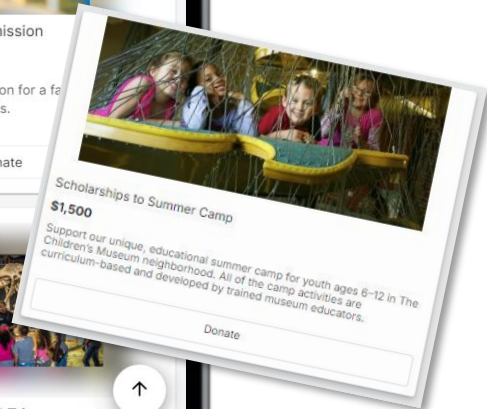 ission
on for a fa
s.
nate
Scholarships to Summer Camp
$1,500
Support our unique, educational summer camp for youth ages 6–12 in The
Children's Museum neighborhood. All of the camp activities are
curriculum-based and developed by trained museum educators.
Donate